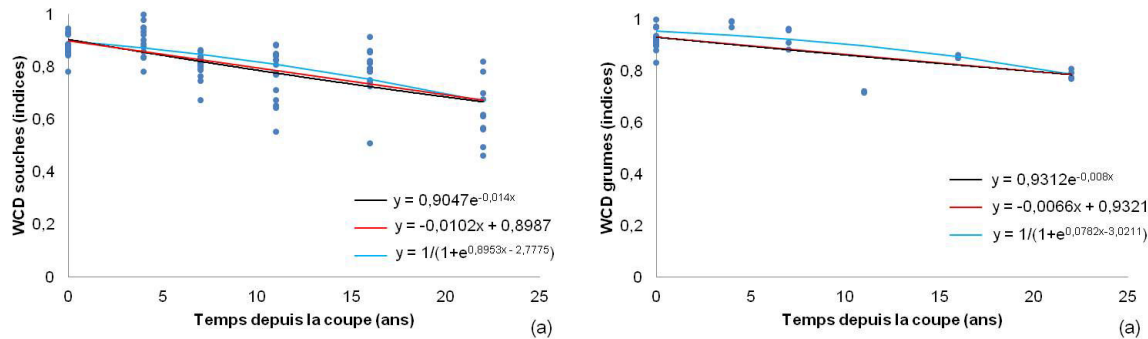 WCD souches (indices)
1
0,8
0,6
0,4
0,2
0
y = 0,9047e-0,014x
y = -0,0102x + 0,8987
y = 1/(1+e0,8953x - 2,7775)
0 5 10 15 20 25
Temps depuis la coupe (ans)
(a)
WCD grumes (indices)
1
0,8
0,6
0,4
0,2
0
y = 0,9312e-0,008x
y = -0,0066x + 0,9321
y = 1/(1+e0,0782x-3,0211)
0 5 10 15 20 25
Temps depuis la coupe (ans)
(a)